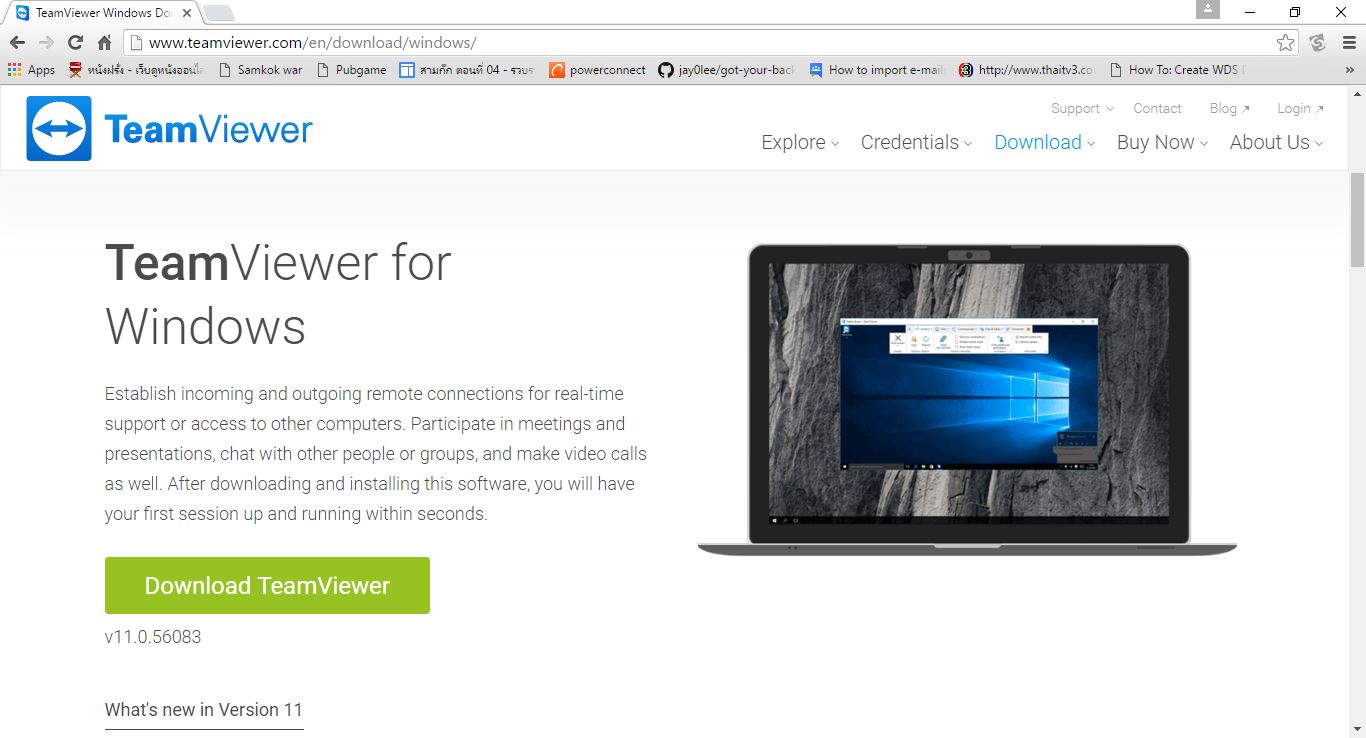 TeamViewer Windows Do
www.teamviewer.com/en/download/windows/
Apps
หนังฝรั่ง - เว็บดูหนังออนไล
Samkok war
Pubgame
สามก๊ก ตอนที่ 04 - รวบร
powerconnect
jay0lee/got-your-back
How to import e-mail
http://www.thaitv3.co
How To: Create WDS
»
TeamViewer
Support
Contact
Blog
Login
Explore
Credentials
Download
Buy Now
About Us
TeamViewer for
Windows
Establish incoming and outgoing remote connections for real-time
support or access to other computers. Participate in meetings and
presentations, chat with other people or groups, and make video calls
as well. After downloading and installing this software, you will have
your first session up and running within seconds.
Download TeamViewer
v11.0.56083
What's new in Version 11